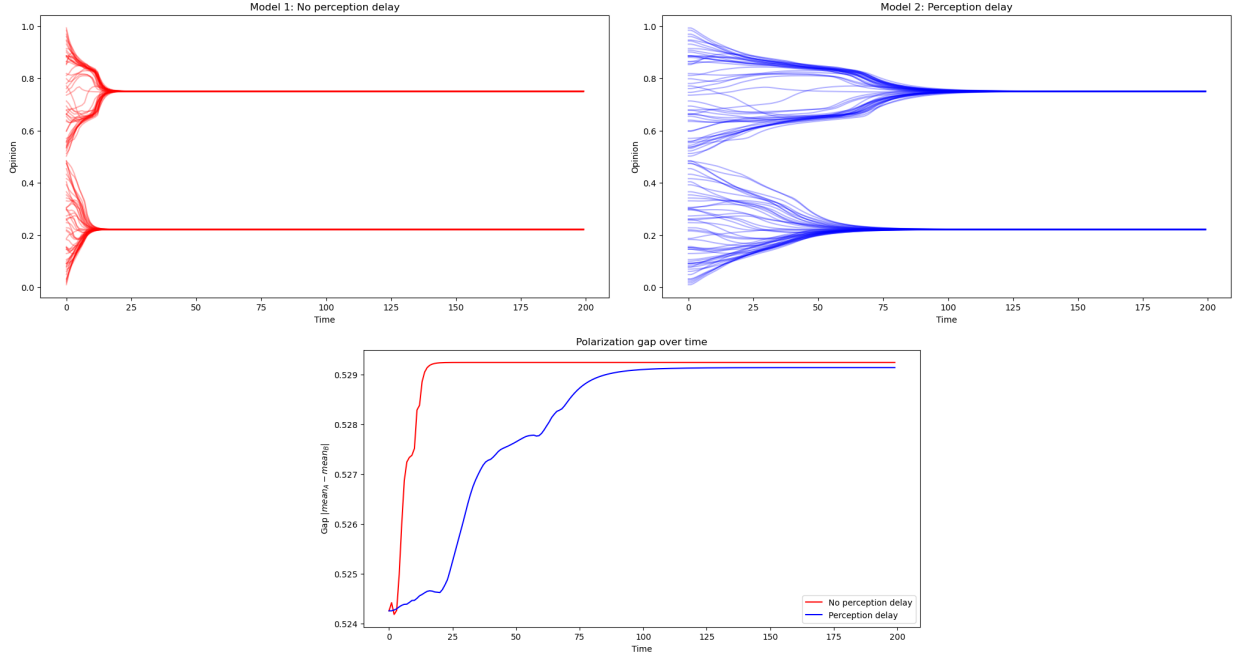 Model 1: No perception delay
Opinion
1.0
0.8
0.6
0.4
0.2
0.0
0 25 50 75 100 125 150 175 200
Time
Model 2: Perception delay
Opinion
1.0
0.8
0.6
0.4
0.2
0.0
0 25 50 75 100 125 150 175 200
Time
Polarization gap over time
Gap |mean_A − mean_B|
0.529
0.528
0.527
0.526
0.525
0.524
No perception delay
Perception delay
0 25 50 75 100 125 150 175 200
Time